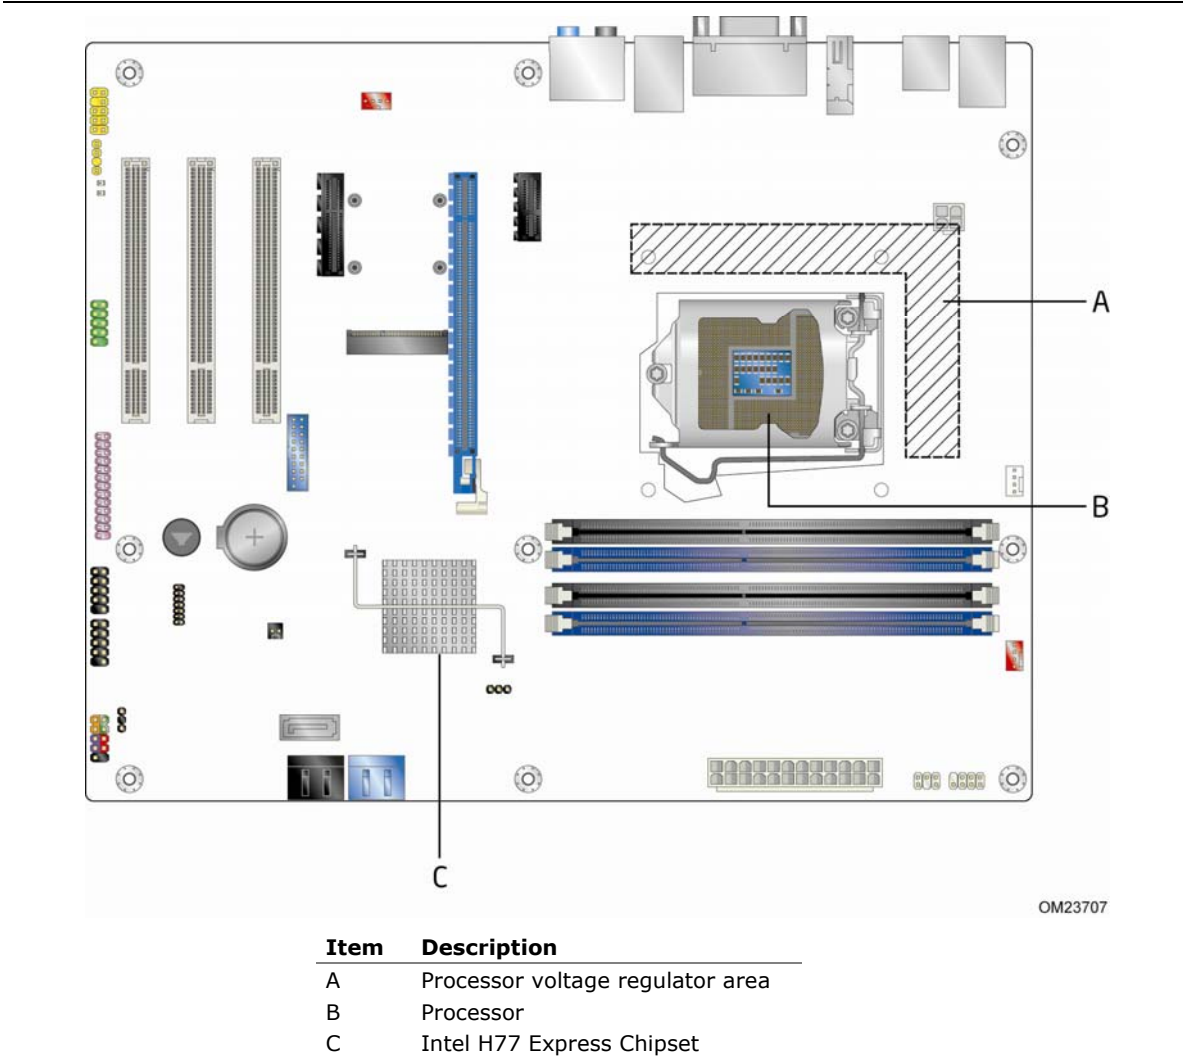 A
B
C
OM23707
Item Description
A Processor voltage regulator area
B Processor
C Intel H77 Express Chipset